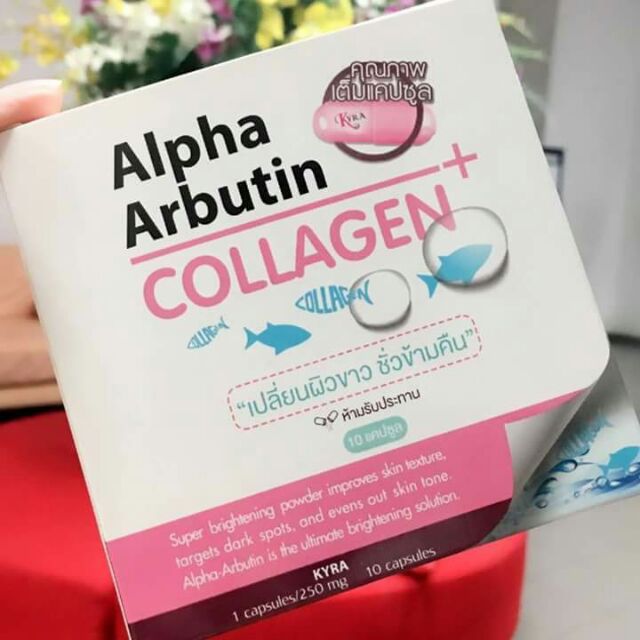 คุณภาพ
เต็มแคปซูล
KYRA
Alpha
Arbutin
+
COLLAGEN
COLLAGEN
COLLAGEN
“เปลี่ยนผิวขาว ชั่วข้ามคืน”
ห้ามรับประทาน
10 แคปซูล
Super brightening powder improves skin texture,
targets dark spots, and evens out skin tone.
Alpha-Arbutin is the ultimate brightening solution.
KYRA
1 capsules/250 mg 10 capsules